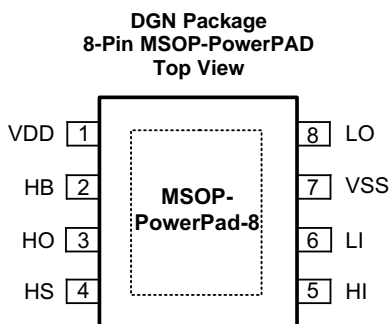 DGN Package
8-Pin MSOP-PowerPAD
Top View
VDD 1 8 LO
HB 2 MSOP- 7 VSS
PowerPad-8
HO 3 6 LI
HS 4 5 HI